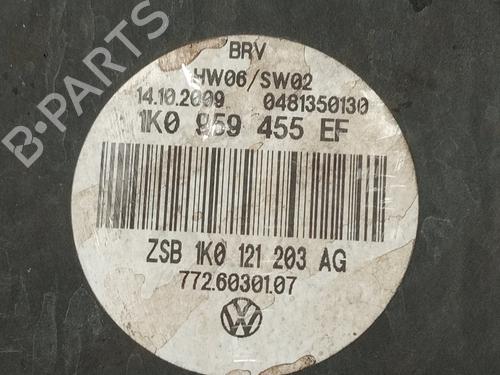 B-PARTS
BRV
HW06/SW02
14.10.2009 0481350130
1K0 959 455 EF
ZSB 1K0 121 203 AG
772.60301.07